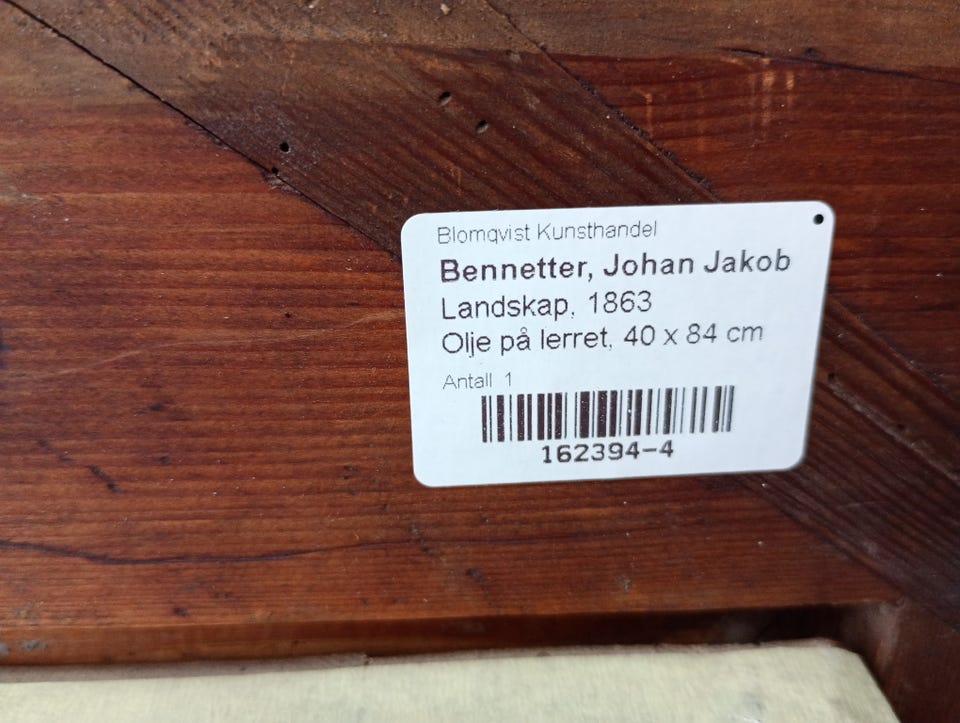 Blomqvist Kunsthandel
Bennetter, Johan Jakob
Landskap, 1863
Olje på lerret, 40 x 84 cm
Antall 1
162394-4